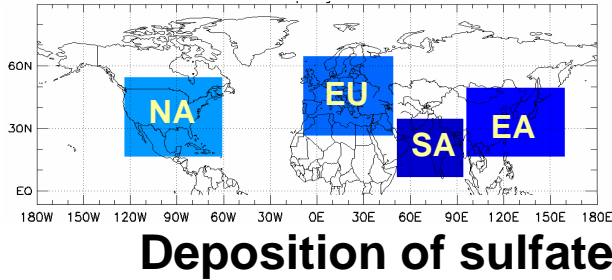 60N
NA
EU
30N
SA
EA
EQ
180W 150W 120W 90W 60W 30W 0E 30E 60E 90E 120E 150E 180E
Deposition of sulfate